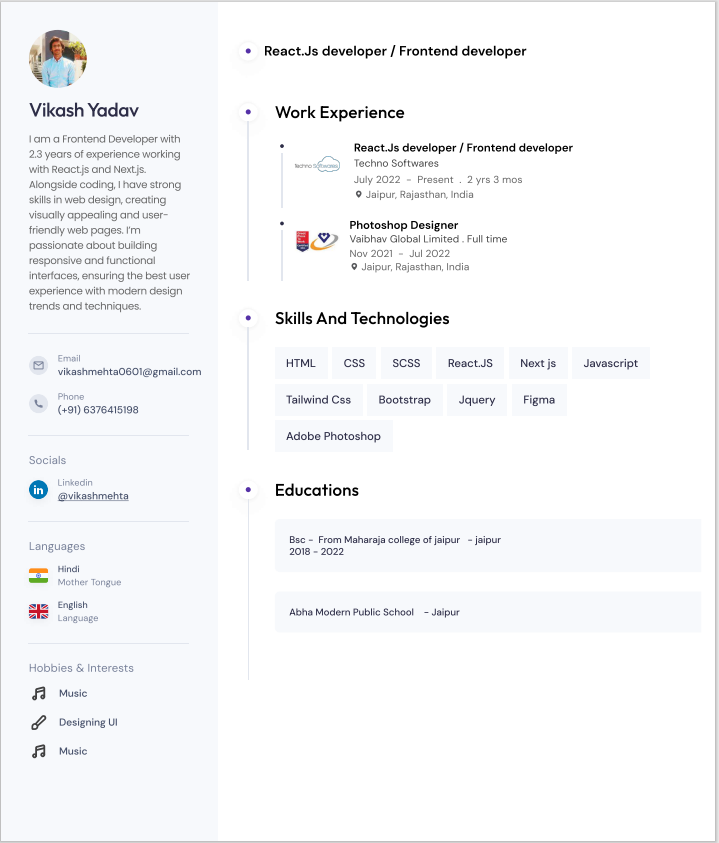 Vikash Yadav
I am a Frontend Developer with
2.3 years of experience working
with React.js and Next.js.
Alongside coding, I have strong
skills in web design, creating
visually appealing and user-
friendly web pages. I'm
passionate about building
responsive and functional
interfaces, ensuring the best user
experience with modern design
trends and techniques.
Email
vikashmehta0601@gmail.com
Phone
(+91) 6376415198
Socials
Linkedin
in
@vikashmehta
Languages
Hindi
Mother Tongue
English
Language
Hobbies & Interests
Music
Designing UI
Music
React.Js developer / Frontend developer
Work Experience
React.Js developer / Frontend developer
Techno Softwares
Techno Softwares
July 2022 - Present . 2 yrs 3 mos
Jaipur, Rajasthan, India
Photoshop Designer
Vaibhav Global Limited . Full time
Nov 2021 - Jul 2022
Jaipur, Rajasthan, India
Skills And Technologies
HTML CSS SCSS React.JS Next js Javascript
Tailwind Css Bootstrap Jquery Figma
Adobe Photoshop
Educations
Bsc - From Maharaja college of jaipur - jaipur
2018 - 2022
Abha Modern Public School - Jaipur